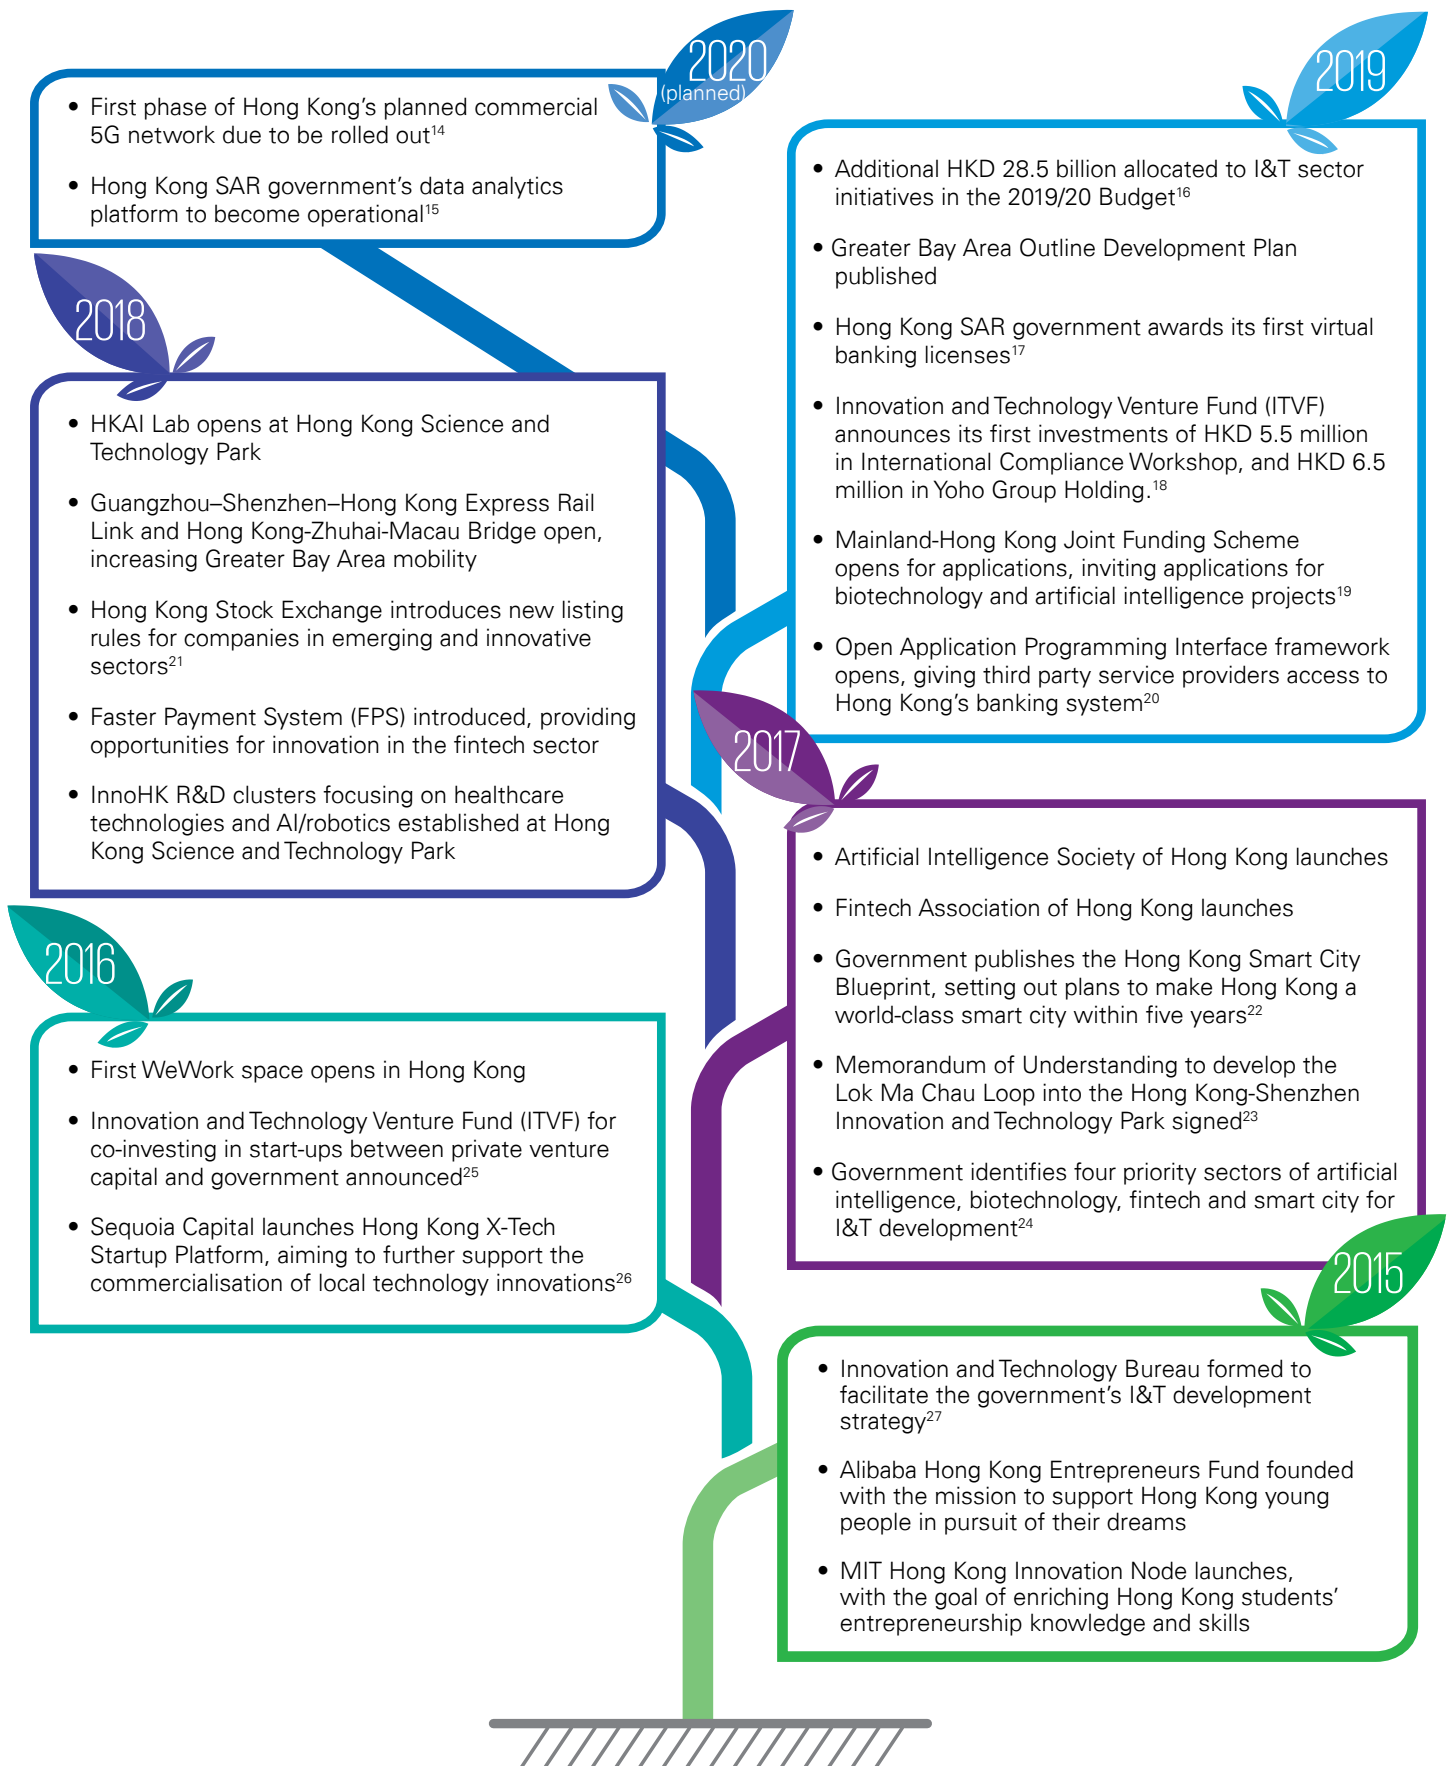 2020
(planned)
• First phase of Hong Kong’s planned commercial
5G network due to be rolled out14
• Hong Kong SAR government’s data analytics
platform to become operational15
2019
• Additional HKD 28.5 billion allocated to I&T sector
initiatives in the 2019/20 Budget16
• Greater Bay Area Outline Development Plan
published
• Hong Kong SAR government awards its first virtual
banking licenses17
• Innovation and Technology Venture Fund (ITVF)
announces its first investments of HKD 5.5 million
in International Compliance Workshop, and HKD 6.5
million in Yoho Group Holding.18
• Mainland-Hong Kong Joint Funding Scheme
opens for applications, inviting applications for
biotechnology and artificial intelligence projects19
• Open Application Programming Interface framework
opens, giving third party service providers access to
Hong Kong’s banking system20
2018
• HKAI Lab opens at Hong Kong Science and
Technology Park
• Guangzhou–Shenzhen–Hong Kong Express Rail
Link and Hong Kong-Zhuhai-Macau Bridge open,
increasing Greater Bay Area mobility
• Hong Kong Stock Exchange introduces new listing
rules for companies in emerging and innovative
sectors21
• Faster Payment System (FPS) introduced, providing
opportunities for innovation in the fintech sector
• InnoHK R&D clusters focusing on healthcare
technologies and AI/robotics established at Hong
Kong Science and Technology Park
2017
• Artificial Intelligence Society of Hong Kong launches
• Fintech Association of Hong Kong launches
• Government publishes the Hong Kong Smart City
Blueprint, setting out plans to make Hong Kong a
world-class smart city within five years22
• Memorandum of Understanding to develop the
Lok Ma Chau Loop into the Hong Kong-Shenzhen
Innovation and Technology Park signed23
• Government identifies four priority sectors of artificial
intelligence, biotechnology, fintech and smart city for
I&T development24
2016
• First WeWork space opens in Hong Kong
• Innovation and Technology Venture Fund (ITVF) for
co-investing in start-ups between private venture
capital and government announced25
• Sequoia Capital launches Hong Kong X-Tech
Startup Platform, aiming to further support the
commercialisation of local technology innovations26
2015
• Innovation and Technology Bureau formed to
facilitate the government’s I&T development
strategy27
• Alibaba Hong Kong Entrepreneurs Fund founded
with the mission to support Hong Kong young
people in pursuit of their dreams
• MIT Hong Kong Innovation Node launches,
with the goal of enriching Hong Kong students’
entrepreneurship knowledge and skills